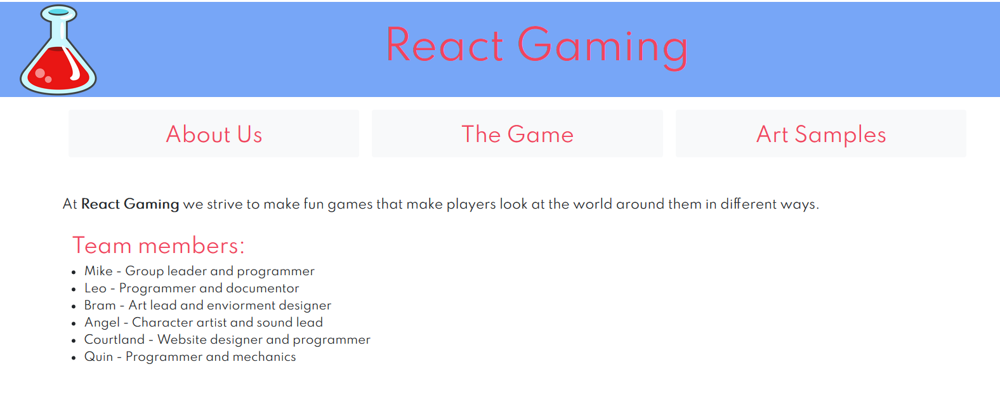 React Gaming
About Us
The Game
Art Samples
At React Gaming we strive to make fun games that make players look at the world around them in different ways.
Team members:
• Mike - Group leader and programmer
• Leo - Programmer and documentor
• Bram - Art lead and enviorment designer
• Angel - Character artist and sound lead
• Courtland - Website designer and programmer
• Quin - Programmer and mechanics